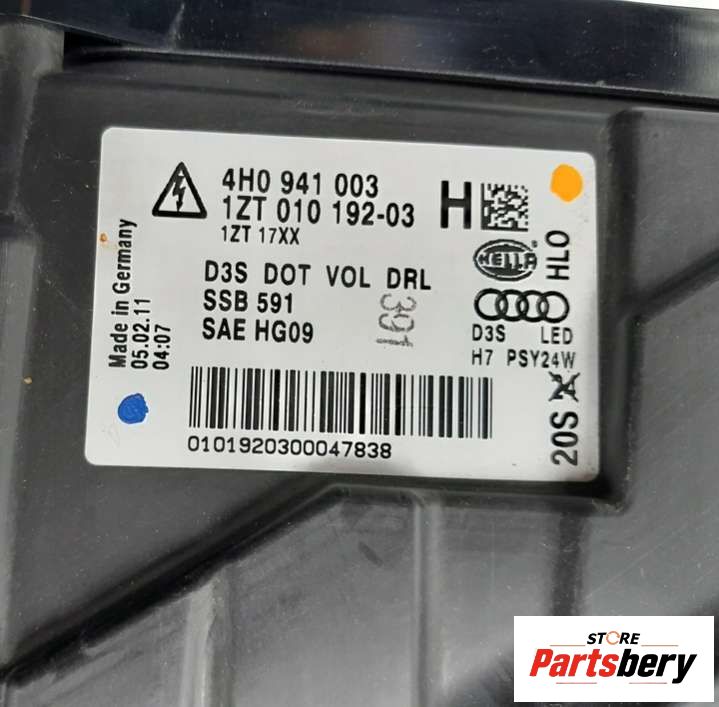 4H0 941 003
1ZT 010 192-03
1ZT 17XX
H
HELLA
HLO
D3S DOT VOL DRL
SSB 591
SAE HG09
391
D3S LED
H7 PSY24W
20S
Made in Germany
05.02.11
04:07
0101920300047838
STORE
Partsbery